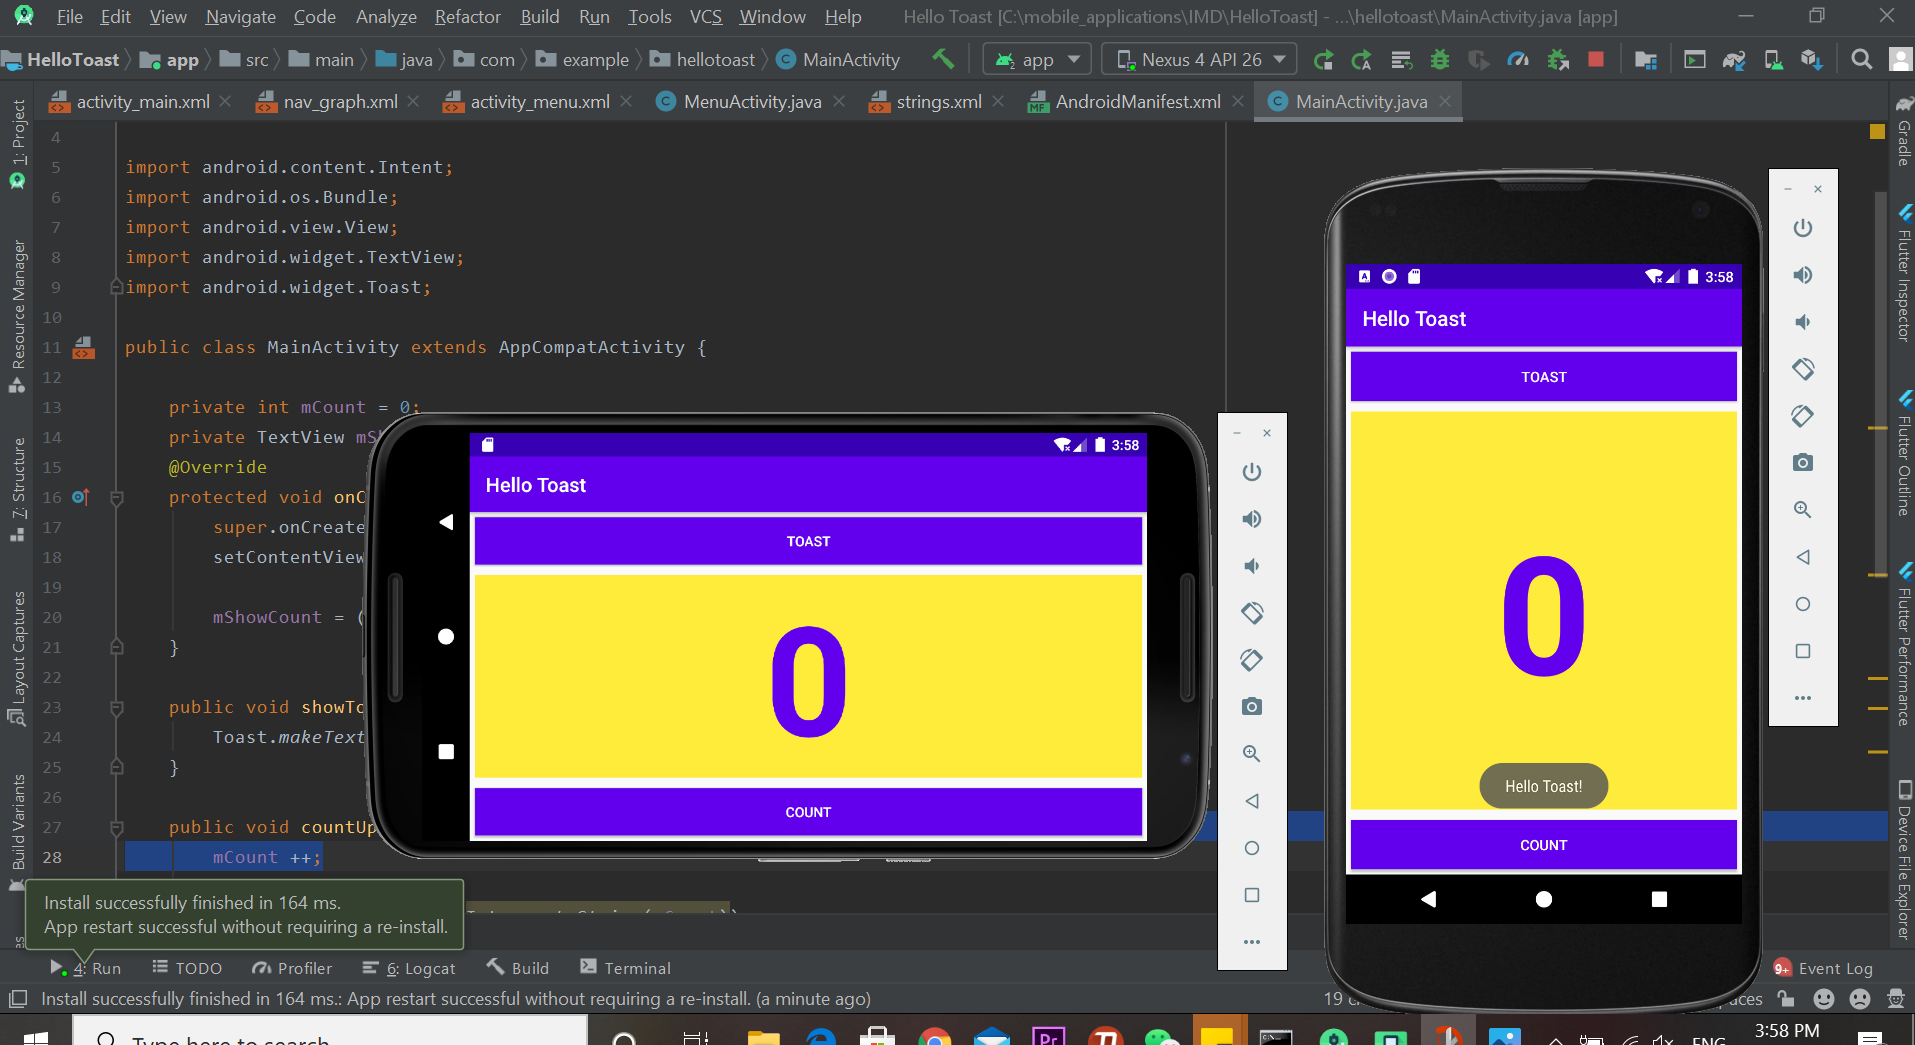 File Edit View Navigate Code Analyze Refactor Build Run Tools VCS Window Help Hello Toast [C:\mobile_applications\IMD\HelloToast] - ...\hellotoast\MainActivity.java [app]
HelloToast app src main java com example hellotoast MainActivity app Nexus 4 API 26
activity_main.xml nav_graph.xml activity_menu.xml MenuActivity.java strings.xml AndroidManifest.xml MainActivity.java
1: Project
Resource Manager
7: Structure
Layout Captures
Build Variants
4
5 import android.content.Intent;
6 import android.os.Bundle;
7 import android.view.View;
8 import android.widget.TextView;
9 import android.widget.Toast;
10
11 public class MainActivity extends AppCompatActivity {
12
13 private int mCount = 0;
14 private TextView mSh
15 @Override
16 protected void onC
17 super.onCreate
18 setContentView
19
20 mShowCount = (
21 }
22
23 public void showTo
24 Toast.makeText
25 }
26
27 public void countUp
28 mCount ++;
3:58
Hello Toast
TOAST
0
COUNT
3:58
Hello Toast
TOAST
0
Hello Toast!
COUNT
Gradle
Flutter Inspector
Flutter Outline
Flutter Performance
Device File Explorer
Install successfully finished in 164 ms.
App restart successful without requiring a re-install.
4: Run TODO Profiler 6: Logcat Build Terminal 9+ Event Log
Install successfully finished in 164 ms.: App restart successful without requiring a re-install. (a minute ago) 19 c
Type here to search
Pr
ENG
3:58 PM